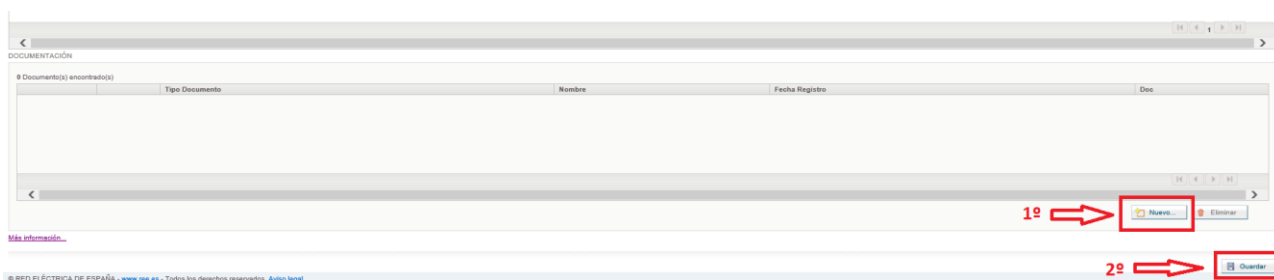 1
DOCUMENTACIÓN
0 Documento(s) encontrado(s)
Tipo Documento Nombre Fecha Registro Doc
1º Nuevo... Eliminar
Más información...
2º Guardar
© RED ELÉCTRICA DE ESPAÑA - www.ree.es - Todos los derechos reservados. Aviso legal